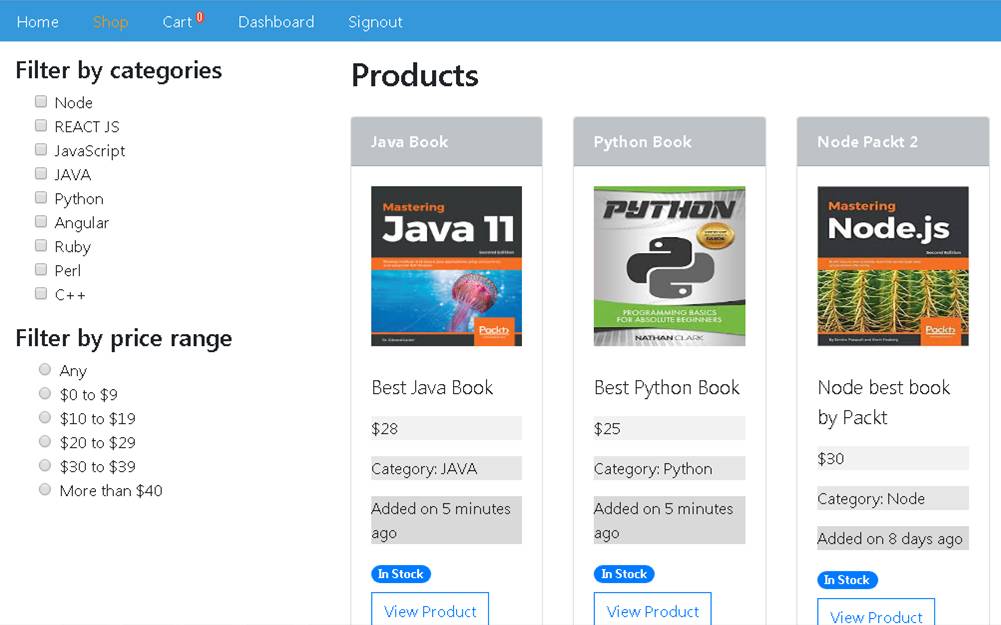 Home Shop Cart 0 Dashboard Signout
Filter by categories
Node
REACT JS
JavaScript
JAVA
Python
Angular
Ruby
Perl
C++
Filter by price range
Any
$0 to $9
$10 to $19
$20 to $29
$30 to $39
More than $40
Products
Java Book
Mastering
Java 11
Second Edition
Packt
Best Java Book
$28
Category: JAVA
Added on 5 minutes
ago
In Stock
View Product
Python Book
PYTHON
GUIDE
PROGRAMMING BASICS
FOR ABSOLUTE BEGINNERS
NATHAN CLARK
Best Python Book
$25
Category: Python
Added on 5 minutes
ago
In Stock
View Product
Node Packt 2
Mastering
Node.js
Second Edition
Packt
Node best book
by Packt
$30
Category: Node
Added on 8 days ago
In Stock
View Product